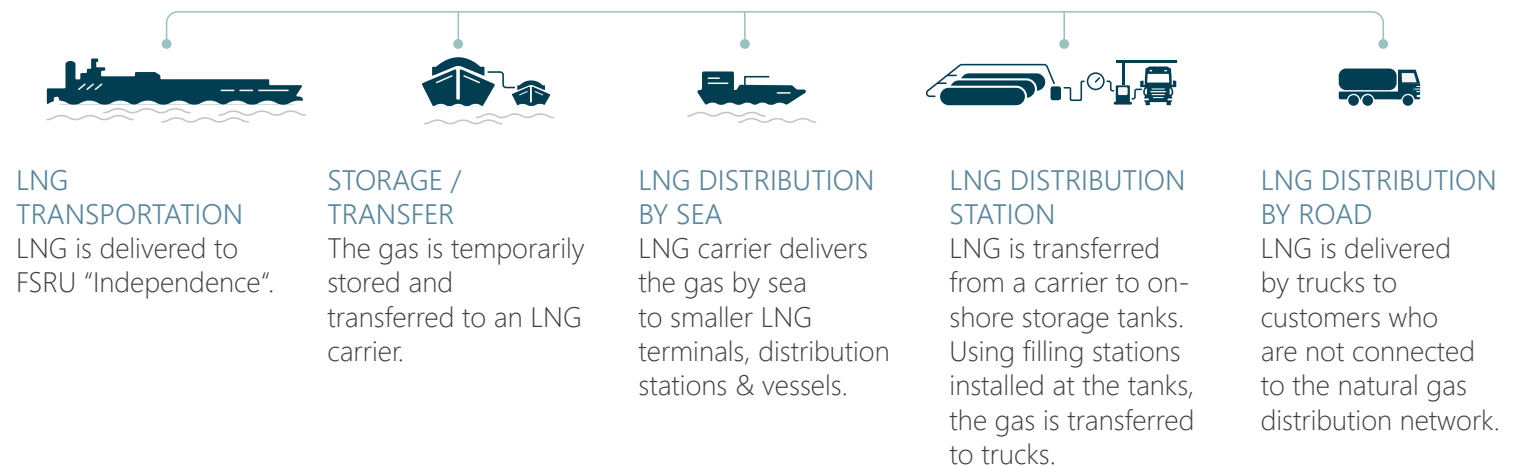 LNG
TRANSPORTATION
LNG is delivered to
FSRU “Independence“.
STORAGE /
TRANSFER
The gas is temporarily
stored and
transferred to an LNG
carrier.
LNG DISTRIBUTION
BY SEA
LNG carrier delivers
the gas by sea
to smaller LNG
terminals, distribution
stations & vessels.
LNG DISTRIBUTION
STATION
LNG is transferred
from a carrier to on-
shore storage tanks.
Using filling stations
installed at the tanks,
the gas is transferred
to trucks.
LNG DISTRIBUTION
BY ROAD
LNG is delivered
by trucks to
customers who
are not connected
to the natural gas
distribution network.